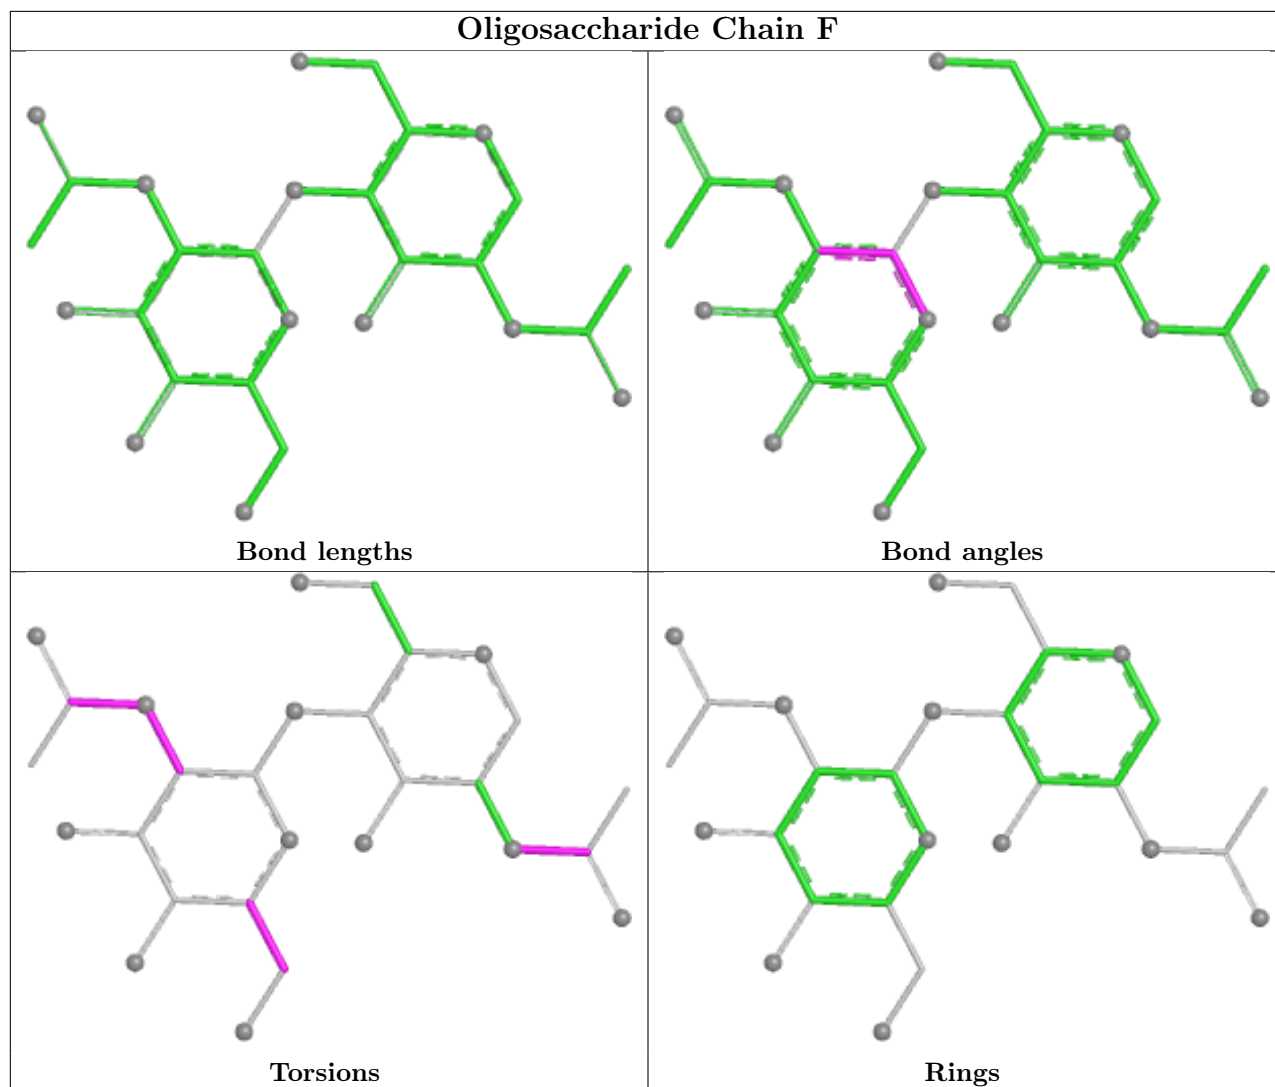 Oligosaccharide Chain F
Bond lengths
Bond angles
Torsions
Rings